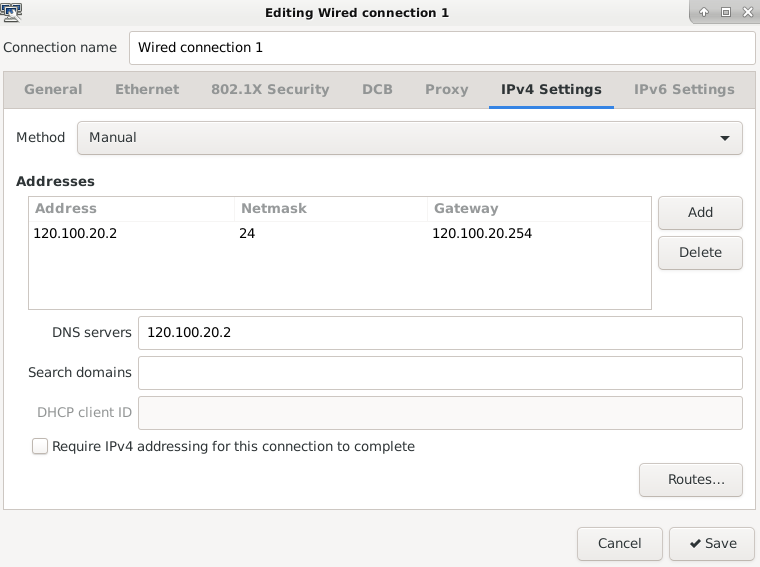 Editing Wired connection 1
Connection name Wired connection 1
General Ethernet 802.1X Security DCB Proxy IPv4 Settings IPv6 Settings
Method Manual
Addresses
Address Netmask Gateway
120.100.20.2 24 120.100.20.254
Add
Delete
DNS servers 120.100.20.2
Search domains
DHCP client ID
Require IPv4 addressing for this connection to complete
Routes...
Cancel Save